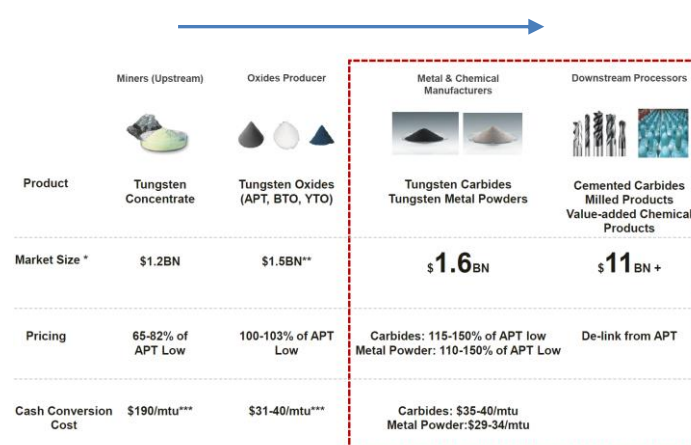 Miners (Upstream)
Oxides Producer
Metal & Chemical
Manufacturers
Downstream Processors
Product
Tungsten
Concentrate
Tungsten Oxides
(APT, BTO, YTO)
Tungsten Carbides
Tungsten Metal Powders
Cemented Carbides
Milled Products
Value-added Chemical
Products
Market Size *
$1.2BN
$1.5BN**
$1.6BN
$11BN +
Pricing
65-82% of
APT Low
100-103% of APT
Low
Carbides: 115-150% of APT low
Metal Powder: 110-150% of APT Low
De-link from APT
Cash Conversion
Cost
$190/mtu***
$31-40/mtu***
Carbides: $35-40/mtu
Metal Powder:$29-34/mtu